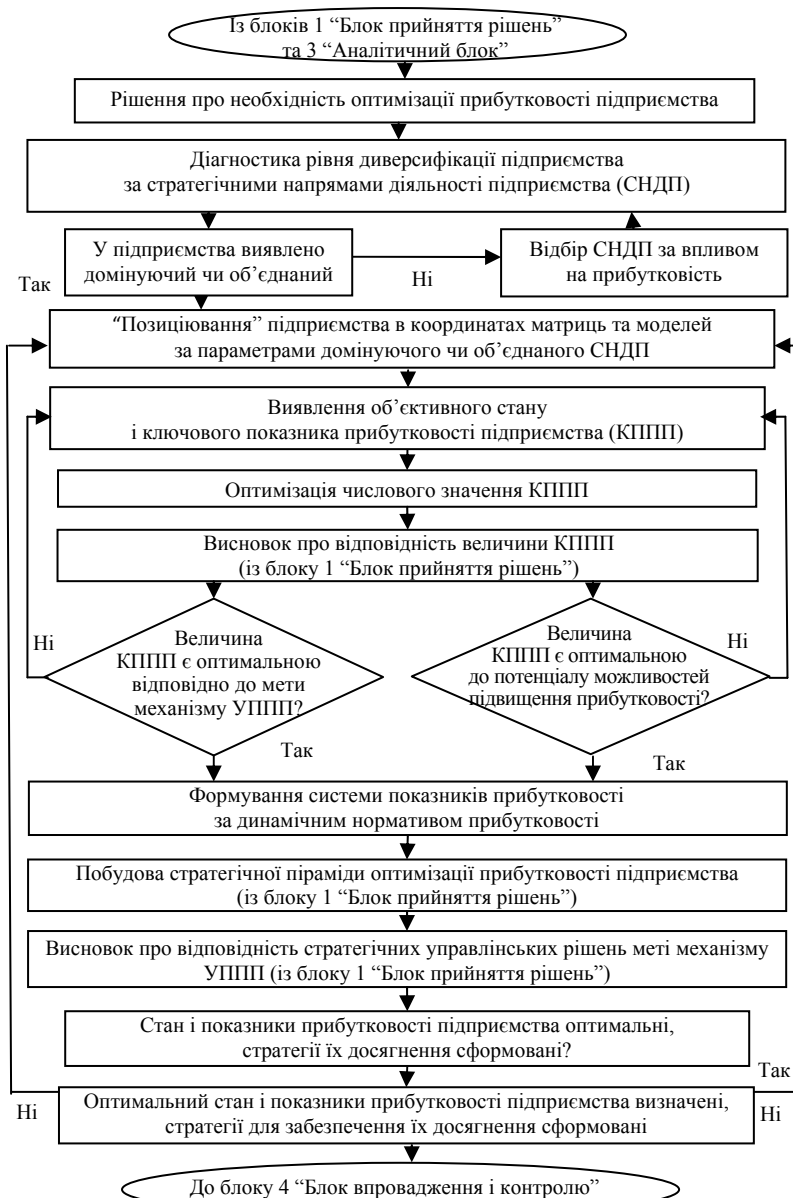 Із блоків 1 “Блок прийняття рішень”
та 3 “Аналітичний блок”
Рішення про необхідність оптимізації прибутковості підприємства
Діагностика рівня диверсифікації підприємства
за стратегічними напрямами діяльності підприємства (СНДП)
У підприємства виявлено
домінуючий чи об’єднаний
Ні
Відбір СНДП за впливом
на прибутковість
Так
“Позиціювання” підприємства в координатах матриць та моделей
за параметрами домінуючого чи об’єднаного СНДП
Виявлення об’єктивного стану
і ключового показника прибутковості підприємства (КППП)
Оптимізація числового значення КППП
Висновок про відповідність величини КППП
(із блоку 1 “Блок прийняття рішень”)
Ні
Величина
КППП є оптимальною
відповідно до мети
механізму УППП?
Так
Величина
КППП є оптимальною
до потенціалу можливостей
підвищення прибутковості?
Ні
Так
Формування системи показників прибутковості
за динамічним нормативом прибутковості
Побудова стратегічної піраміди оптимізації прибутковості підприємства
(із блоку 1 “Блок прийняття рішень”)
Висновок про відповідність стратегічних управлінських рішень меті механізму
УППП (із блоку 1 “Блок прийняття рішень”)
Стан і показники прибутковості підприємства оптимальні,
стратегії їх досягнення сформовані?
Так
Ні
Оптимальний стан і показники прибутковості підприємства визначені,
стратегії для забезпечення їх досягнення сформовані
Ні
До блоку 4 “Блок впровадження і контролю”